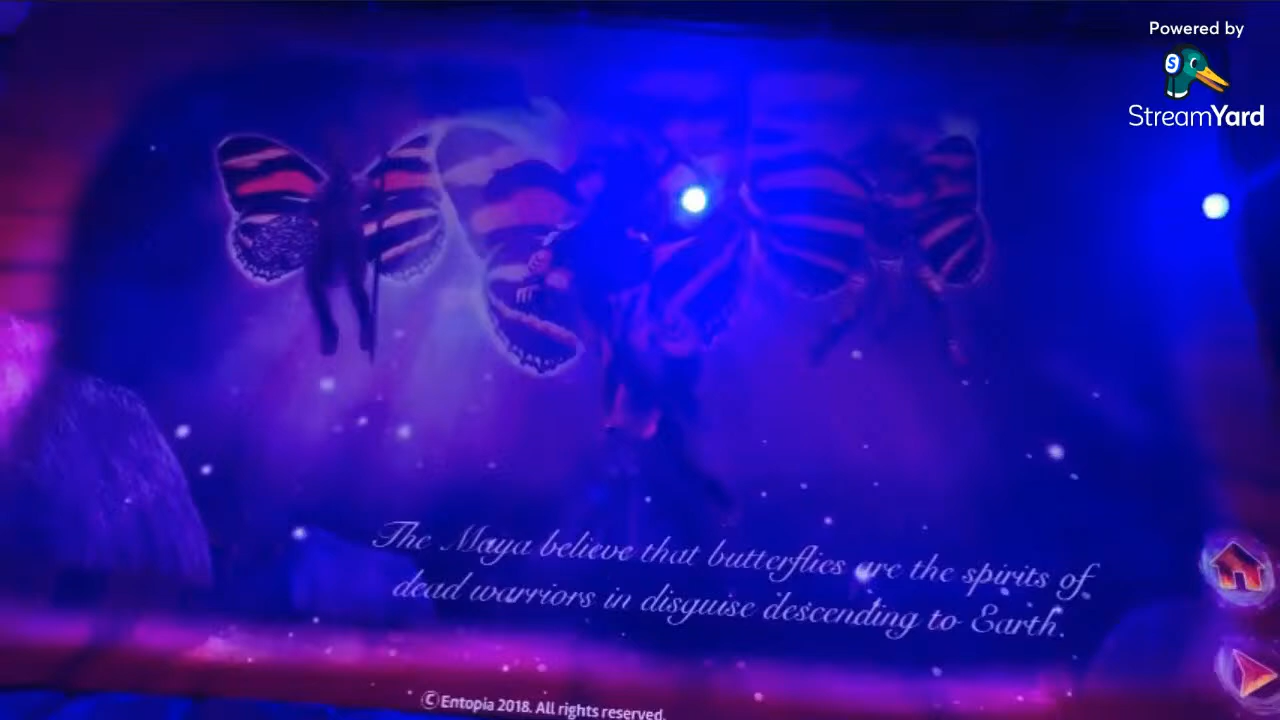 Powered by
StreamYard
The Maya believe that butterflies are the spirits of
dead warriors in disguise descending to Earth.
© Entopia 2018. All rights reserved.